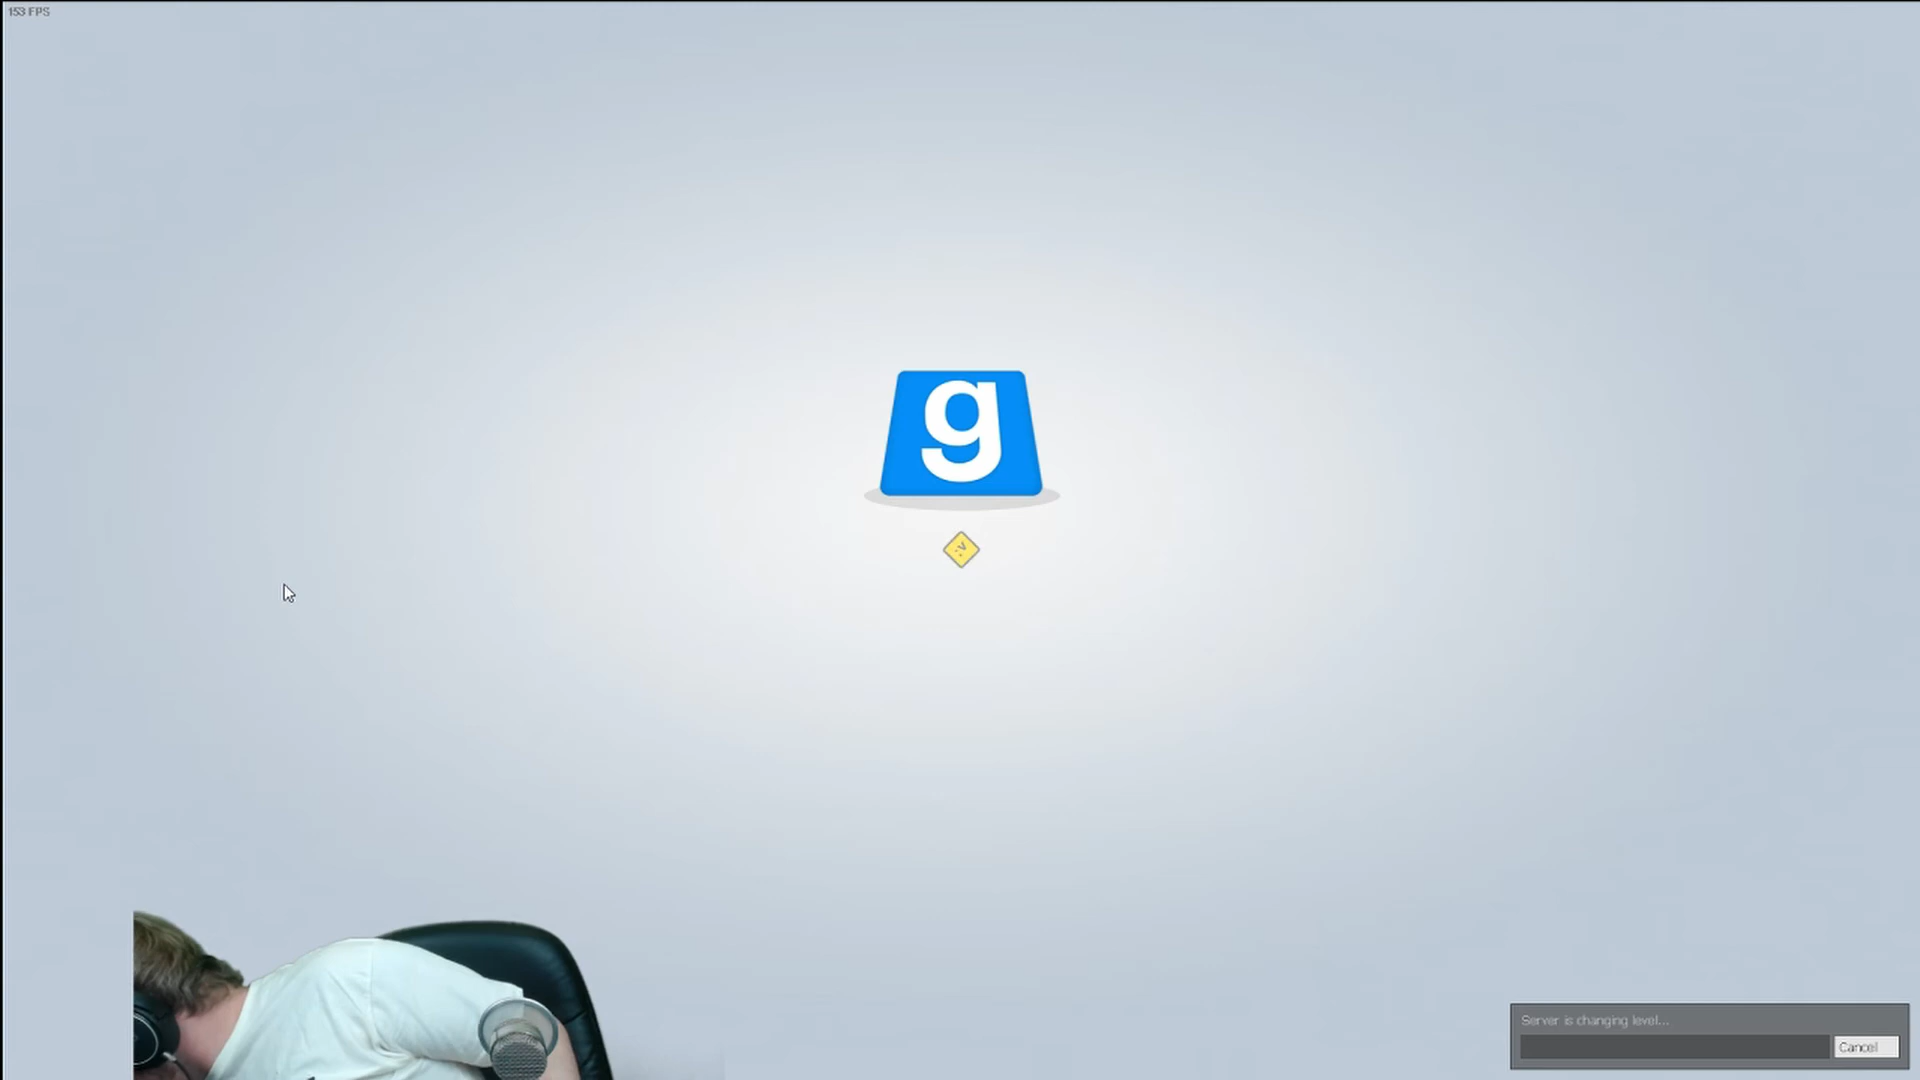 153 FPS
g
:v
Server is changing level...
Cancel